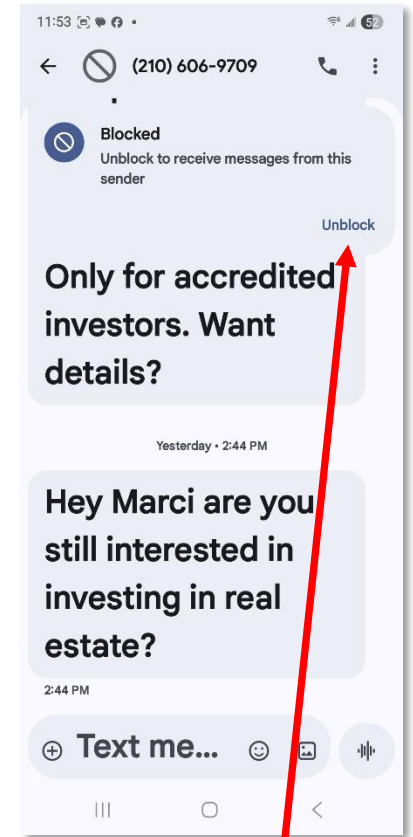 11:53
52
(210) 606-9709
Blocked
Unblock to receive messages from this
sender
Unblock
Only for accredited
investors. Want
details?
Yesterday • 2:44 PM
Hey Marci are you
still interested in
investing in real
estate?
2:44 PM
Text me...